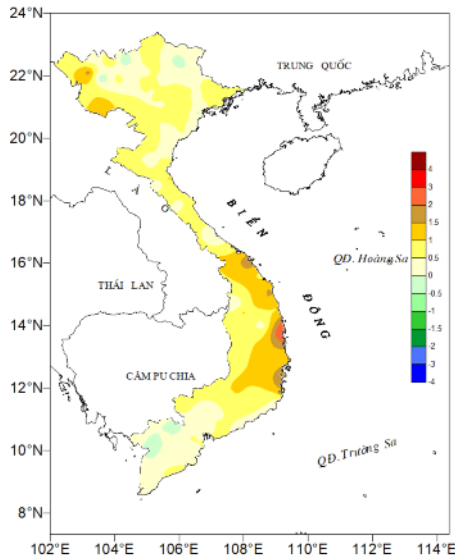 24°N
22°N
20°N
18°N
16°N
14°N
12°N
10°N
8°N
102°E 104°E 106°E 108°E 110°E 112°E 114°E
TRUNG QUỐC
LÀO
BIỂN
ĐÔNG
QĐ. Hoàng Sa
THÁI LAN
CĂM PU CHIA
QĐ. Trường Sa
4
3
2
1.5
1
0.5
0
-0.5
-1
-1.5
-2
-3
-4